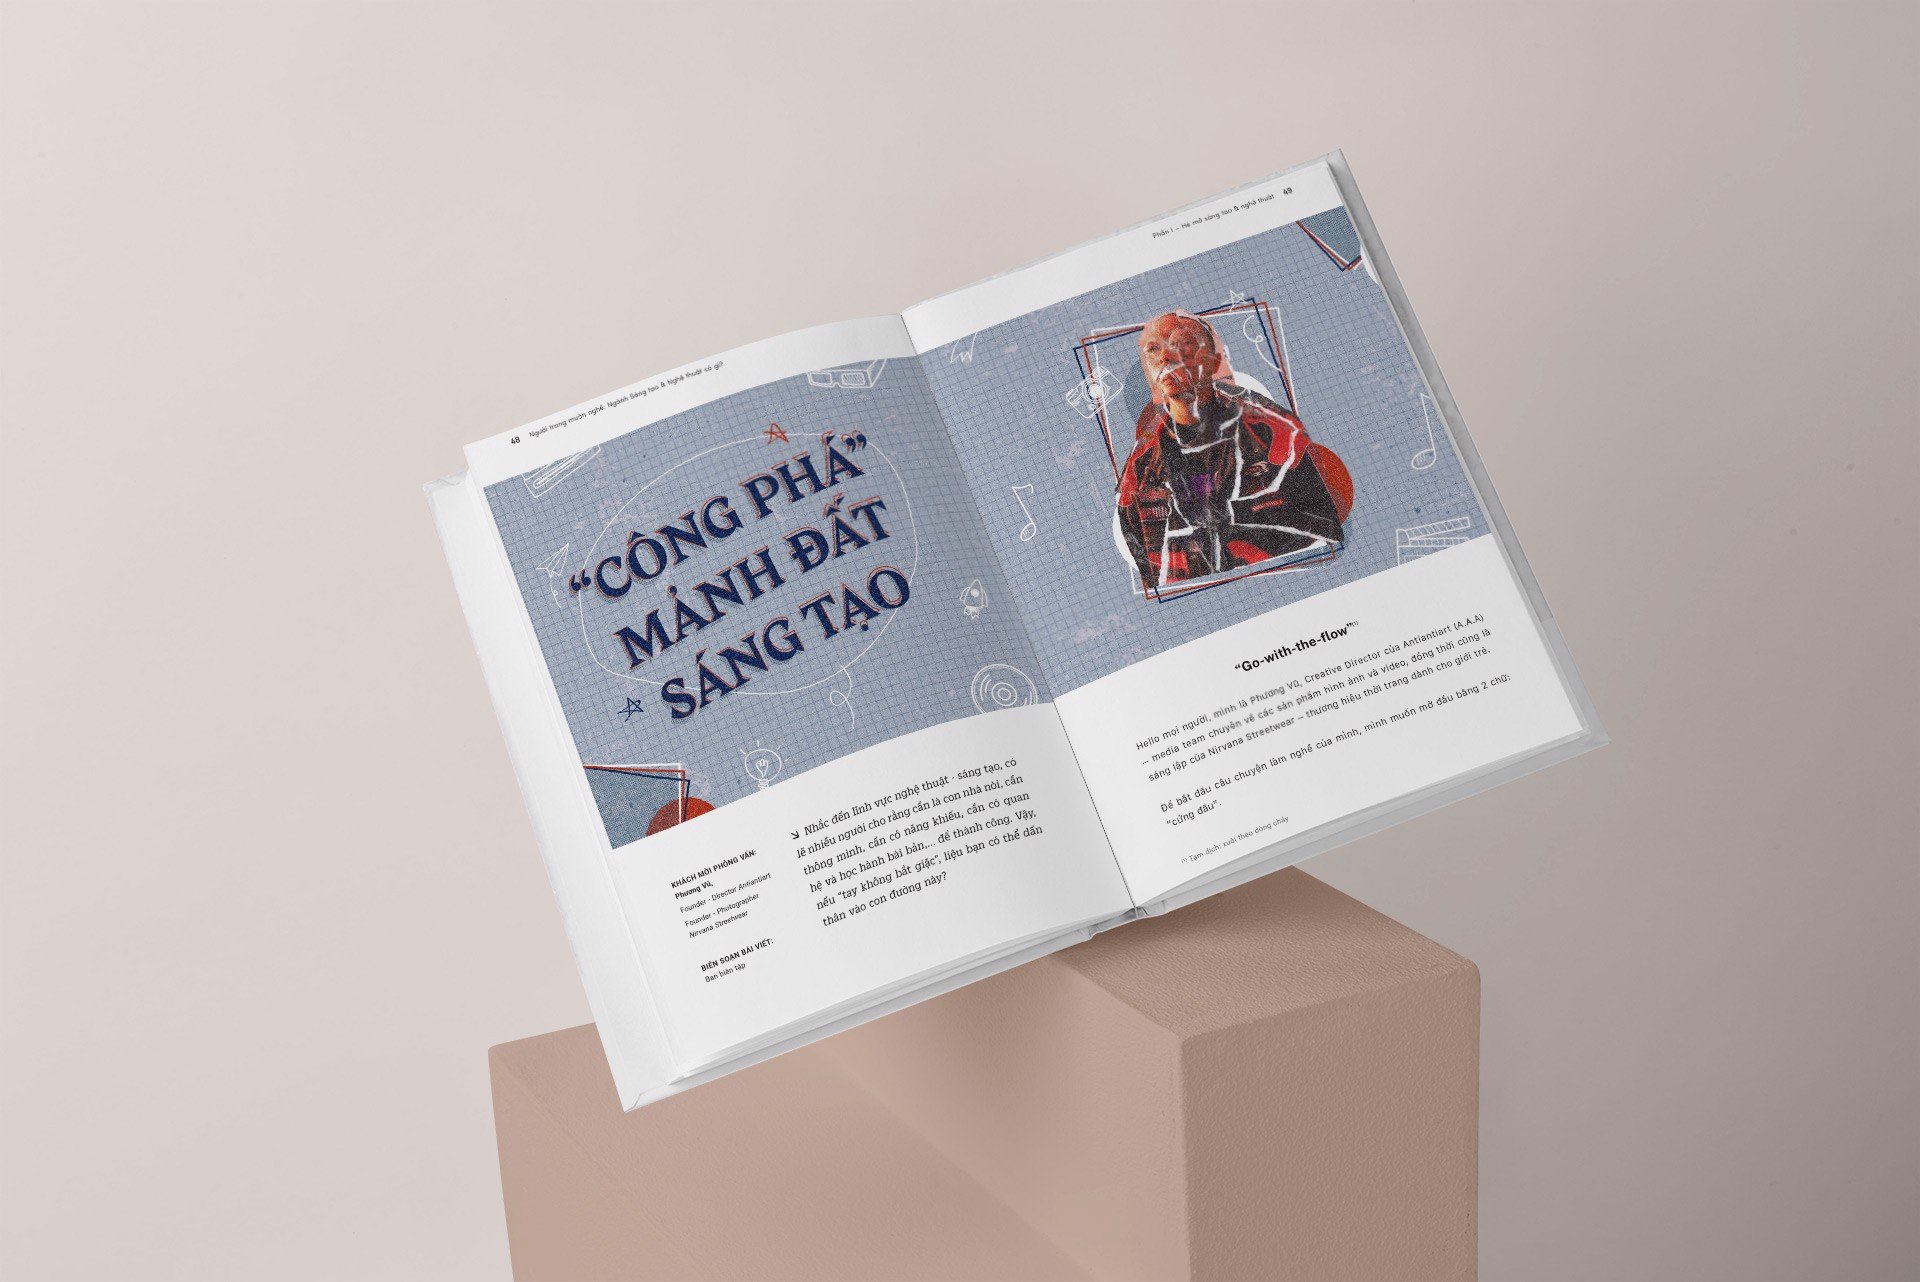 48 Người trong muôn nghề: Ngành Sáng tạo & Nghệ thuật có gì?
“CÔNG PHÁ”
MẢNH ĐẤT
SÁNG TẠO
KHÁCH MỜI PHỎNG VẤN:
Phương Vũ,
Founder - Director Antiantiart
Founder - Photographer
Nirvana Streetwear
BIÊN SOẠN BÀI VIẾT:
Ban biên tập
↘ Nhắc đến lĩnh vực nghệ thuật - sáng tạo, có
lẽ nhiều người cho rằng cần là con nhà nòi, cần
thông minh, cần có năng khiếu, cần có quan
hệ và học hành bài bản,... để thành công. Vậy,
nếu “tay không bắt giặc”, liệu bạn có thể dấn
thân vào con đường này?
Phần I – Hé mở sáng tạo & nghệ thuật 49
“Go-with-the-flow”⁽¹⁾
Hello mọi người, mình là Phương Vũ, Creative Director của Antiantiart (A.A.A)
– media team chuyên về các sản phẩm hình ảnh và video, đồng thời cũng là
sáng lập của Nirvana Streetwear – thương hiệu thời trang dành cho giới trẻ.
Để bắt đầu câu chuyện làm nghề của mình, mình muốn mở đầu bằng 2 chữ:
“cứng đầu”.
⁽¹⁾ Tạm dịch: xuôi theo dòng chảy